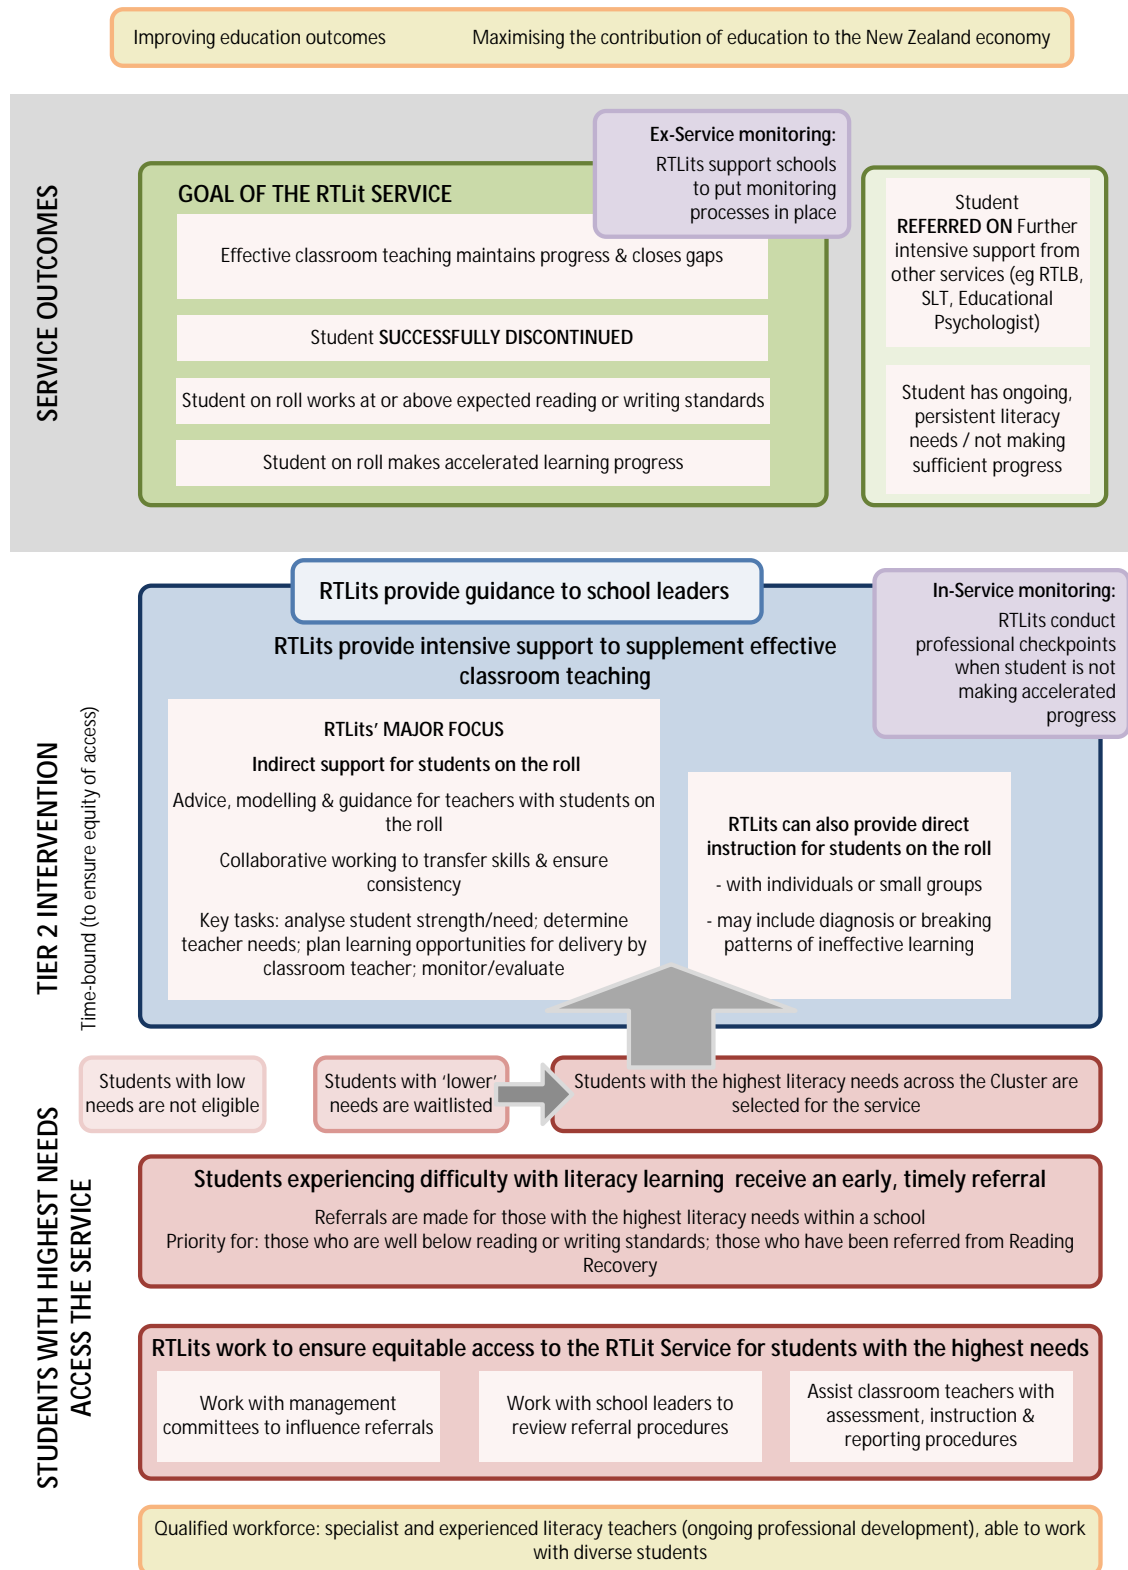 Improving education outcomes
Maximising the contribution of education to the New Zealand economy
SERVICE OUTCOMES
Ex-Service monitoring:
RTLits support schools
to put monitoring
processes in place
GOAL OF THE RTLit SERVICE
Effective classroom teaching maintains progress & closes gaps
Student SUCCESSFULLY DISCONTINUED
Student on roll works at or above expected reading or writing standards
Student on roll makes accelerated learning progress
Student
REFERRED ON Further
intensive support from
other services (eg RTLB,
SLT, Educational
Psychologist)
Student has ongoing,
persistent literacy
needs / not making
sufficient progress
TIER 2 INTERVENTION
Time-bound (to ensure equity of access)
RTLits provide guidance to school leaders
In-Service monitoring:
RTLits conduct
professional checkpoints
when student is not
making accelerated
progress
RTLits provide intensive support to supplement effective
classroom teaching
RTLits' MAJOR FOCUS
Indirect support for students on the roll
Advice, modelling & guidance for teachers with students on
the roll
Collaborative working to transfer skills & ensure
consistency
Key tasks: analyse student strength/need; determine
teacher needs; plan learning opportunities for delivery by
classroom teacher; monitor/evaluate
RTLits can also provide direct
instruction for students on the roll
- with individuals or small groups
- may include diagnosis or breaking
patterns of ineffective learning
STUDENTS WITH HIGHEST NEEDS
ACCESS THE SERVICE
Students with low
needs are not eligible
Students with 'lower'
needs are waitlisted
Students with the highest literacy needs across the Cluster are
selected for the service
Students experiencing difficulty with literacy learning receive an early, timely referral
Referrals are made for those with the highest literacy needs within a school
Priority for: those who are well below reading or writing standards; those who have been referred from Reading
Recovery
RTLits work to ensure equitable access to the RTLit Service for students with the highest needs
Work with management
committees to influence referrals
Work with school leaders to
review referral procedures
Assist classroom teachers with
assessment, instruction &
reporting procedures
Qualified workforce: specialist and experienced literacy teachers (ongoing professional development), able to work
with diverse students